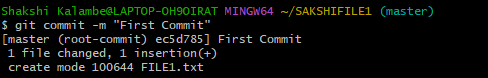 Shakshi Kalambe@LAPTOP-OH9OIRAT MINGW64 ~/SAKSHIFILE1 (master)
$ git commit -m "First Commit"
[master (root-commit) ec5d785] First Commit
1 file changed, 1 insertion(+)
create mode 100644 FILE1.txt